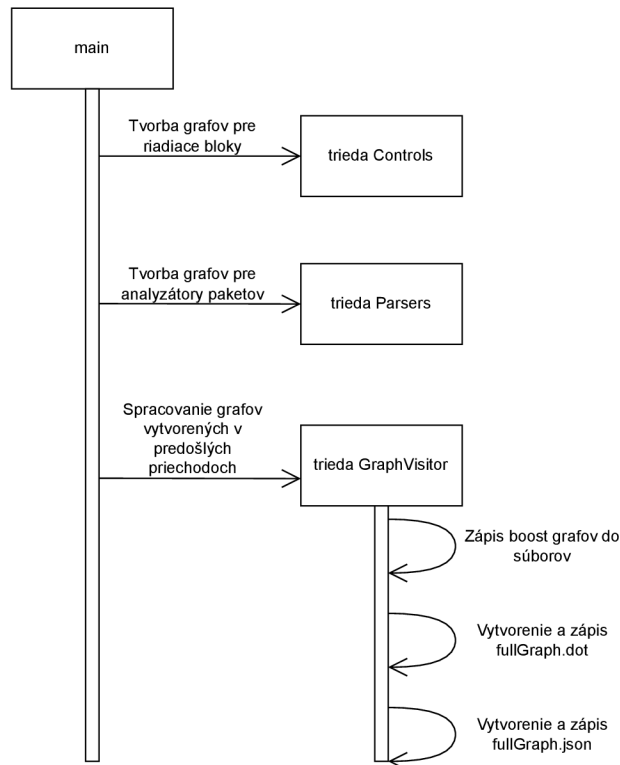 main
Tvorba grafov pre
riadiace bloky
trieda Controls
Tvorba grafov pre
analyzátory paketov
trieda Parsers
Spracovanie grafov
vytvorených v
predošlých
priechodoch
trieda GraphVisitor
Zápis boost grafov do
súborov
Vytvorenie a zápis
fullGraph.dot
Vytvorenie a zápis
fullGraph.json